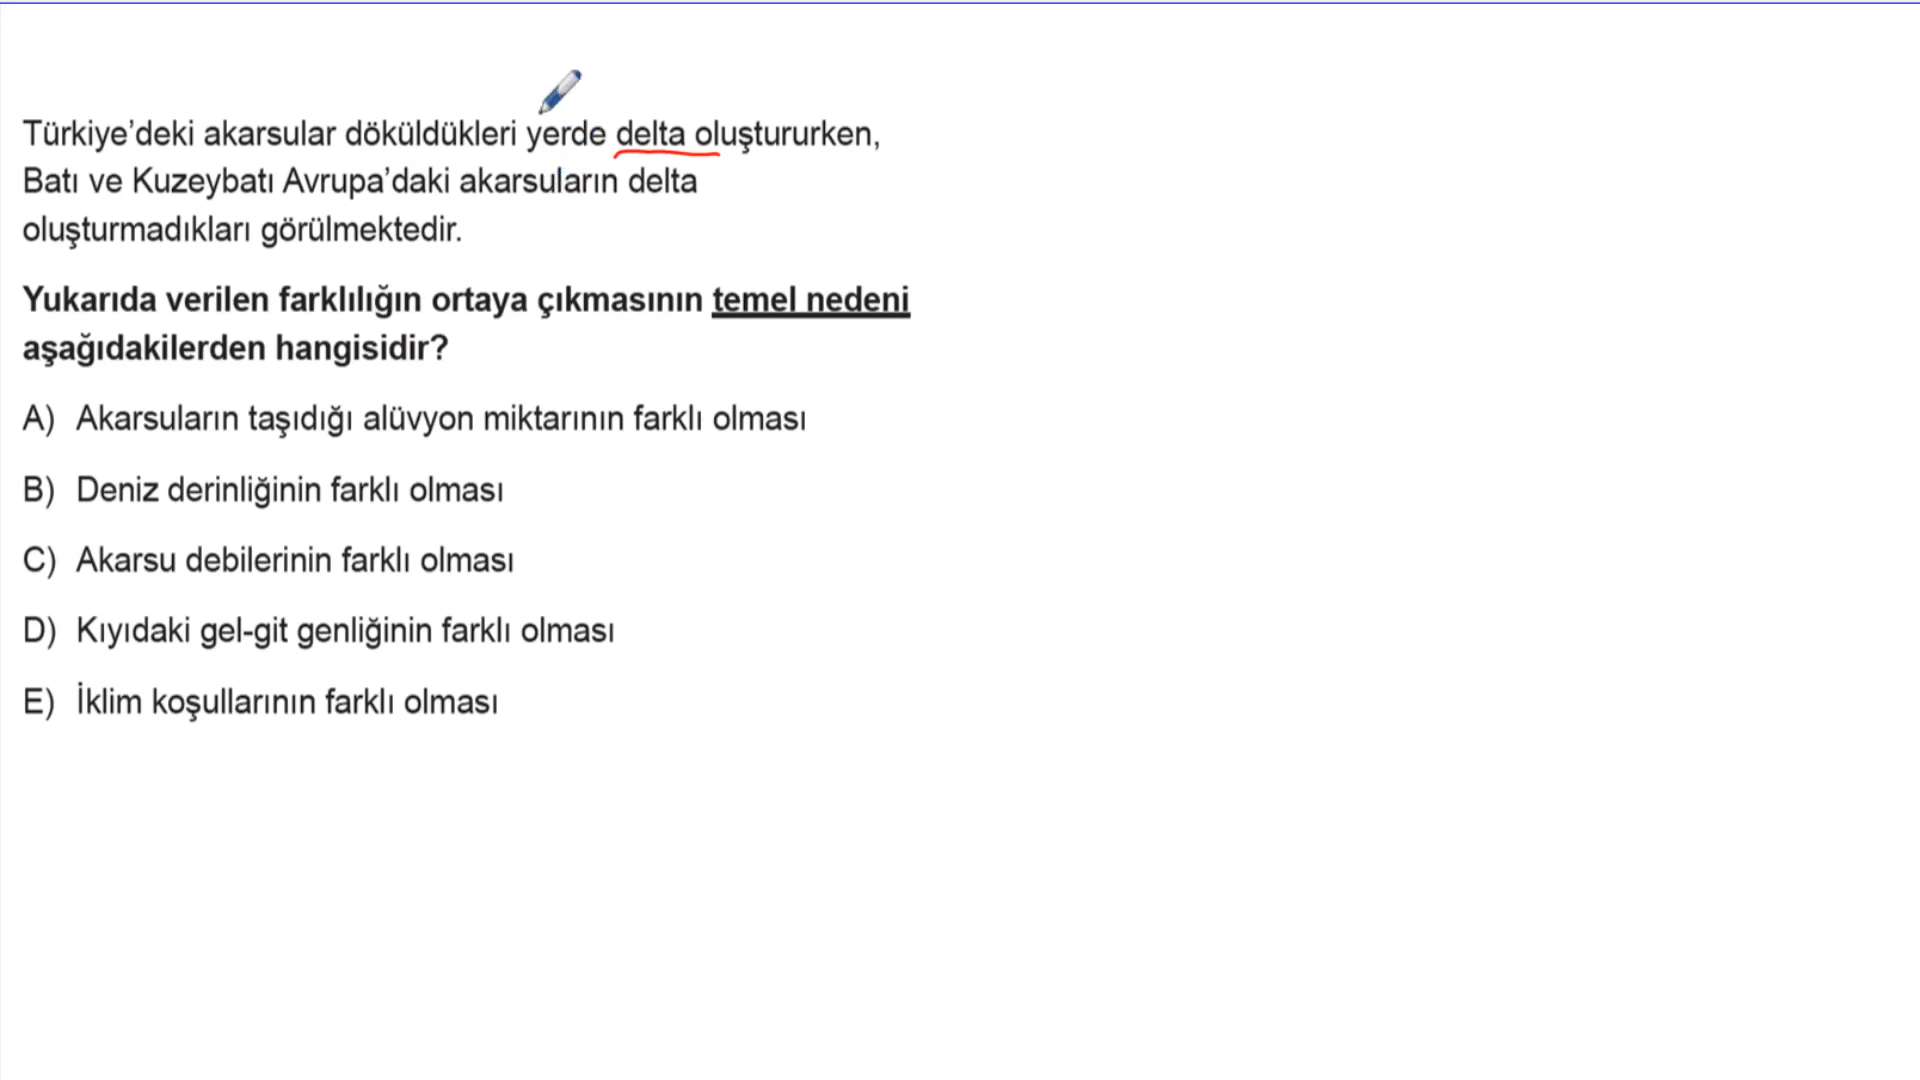 Türkiye’deki akarsular döküldükleri yerde delta oluştururken,
Batı ve Kuzeybatı Avrupa’daki akarsuların delta
oluşturmadıkları görülmektedir.
Yukarıda verilen farklılığın ortaya çıkmasının temel nedeni
aşağıdakilerden hangisidir?
A) Akarsuların taşıdığı alüvyon miktarının farklı olması
B) Deniz derinliğinin farklı olması
C) Akarsu debilerinin farklı olması
D) Kıyıdaki gel-git genliğinin farklı olması
E) İklim koşullarının farklı olması